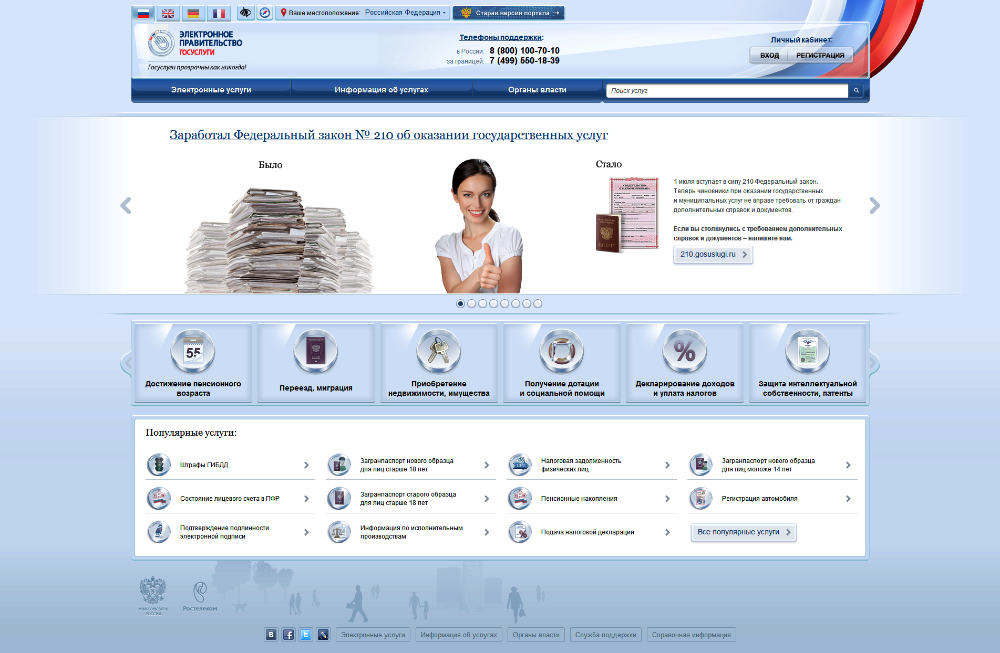 Ваше местоположение: Российская Федерация
Старая версия портала →
ЭЛЕКТРОННОЕ
ПРАВИТЕЛЬСТВО
ГОСУСЛУГИ
Госуслуги прозрачны как никогда!
Телефоны поддержки:
в России: 8 (800) 100-70-10
за границей: 7 (499) 550-18-39
Личный кабинет:
ВХОД РЕГИСТРАЦИЯ
Электронные услуги
Информация об услугах
Органы власти
Поиск услуг
Заработал Федеральный закон № 210 об оказании государственных услуг
Было
Стало
СВИДЕТЕЛЬСТВО
О ЗАКЛЮЧЕНИИ БРАКА
ПАСПОРТ
1 июля вступает в силу 210 Федеральный закон.
Теперь чиновники при оказании государственных
и муниципальных услуг не вправе требовать от граждан
дополнительных справок и документов.
Если вы столкнулись с требованием дополнительных
справок и документов – напишите нам.
210.gosuslugi.ru
55
%
Достижение пенсионного
возраста
Переезд, миграция
Приобретение
недвижимости, имущества
Получение дотации
и социальной помощи
Декларирование доходов
и уплата налогов
Защита интеллектуальной
собственности, патенты
Популярные услуги:
Штрафы ГИБДД
Загранпаспорт нового образца
для лиц старше 18 лет
13%
Налоговая задолженность
физических лиц
Загранпаспорт нового образца
для лиц моложе 14 лет
Состояние лицевого счета в ПФР
Загранпаспорт старого образца
для лиц старше 18 лет
Пенсионные накопления
Регистрация автомобиля
Подтверждение подлинности
электронной подписи
Информация по исполнительным
производствам
%
Подача налоговой декларации
Все популярные услуги
МИНКОМСВЯЗЬ
РОССИИ
Ростелеком
В f t
Электронные услуги
Информация об услугах
Органы власти
Служба поддержки
Справочная информация